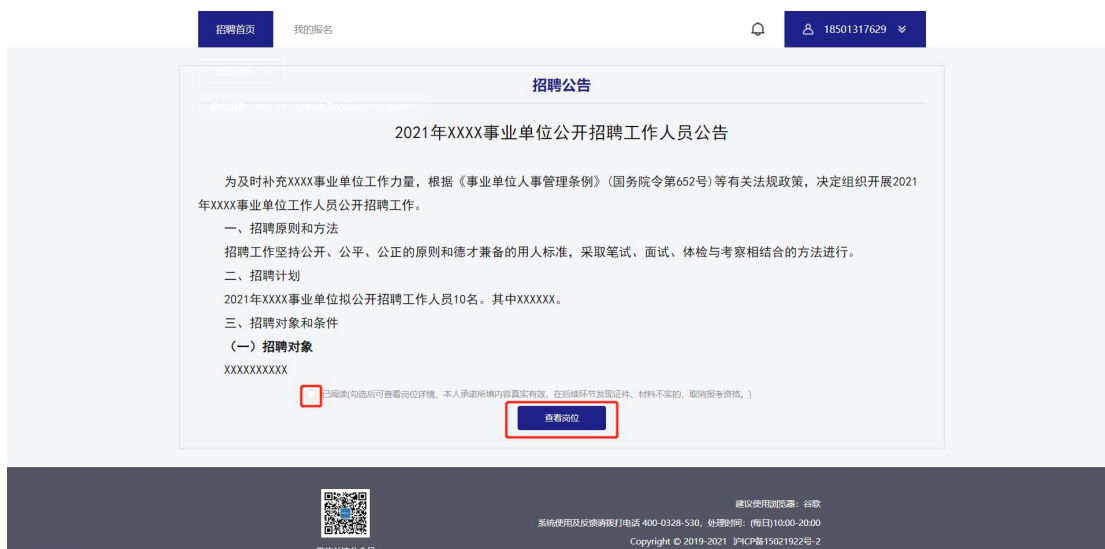 招聘首页
我的报名
18501317629
招聘公告
2021年XXXX事业单位公开招聘工作人员公告
为及时补充XXXX事业单位工作力量，根据《事业单位人事管理条例》（国务院令第652号）等有关法规政策，决定组织开展2021
年XXXX事业单位工作人员公开招聘工作。
一、招聘原则和方法
招聘工作坚持公开、公平、公正的原则和德才兼备的用人标准，采取笔试、面试、体检与考察相结合的方法进行。
二、招聘计划
2021年XXXX事业单位拟公开招聘工作人员10名。其中XXXXXX。
三、招聘对象和条件
（一）招聘对象
XXXXXXXXXX
已阅读(勾选后可查看岗位详情，本人承诺所填内容真实有效，在后续环节发现证件、材料不实的，取消报考资格。)
查看岗位
建议使用浏览器：谷歌
系统使用及反馈请拨打电话 400-0328-530，处理时间：(每日)10:00-20:00
Copyright © 2019-2021 沪ICP备15021922号-2